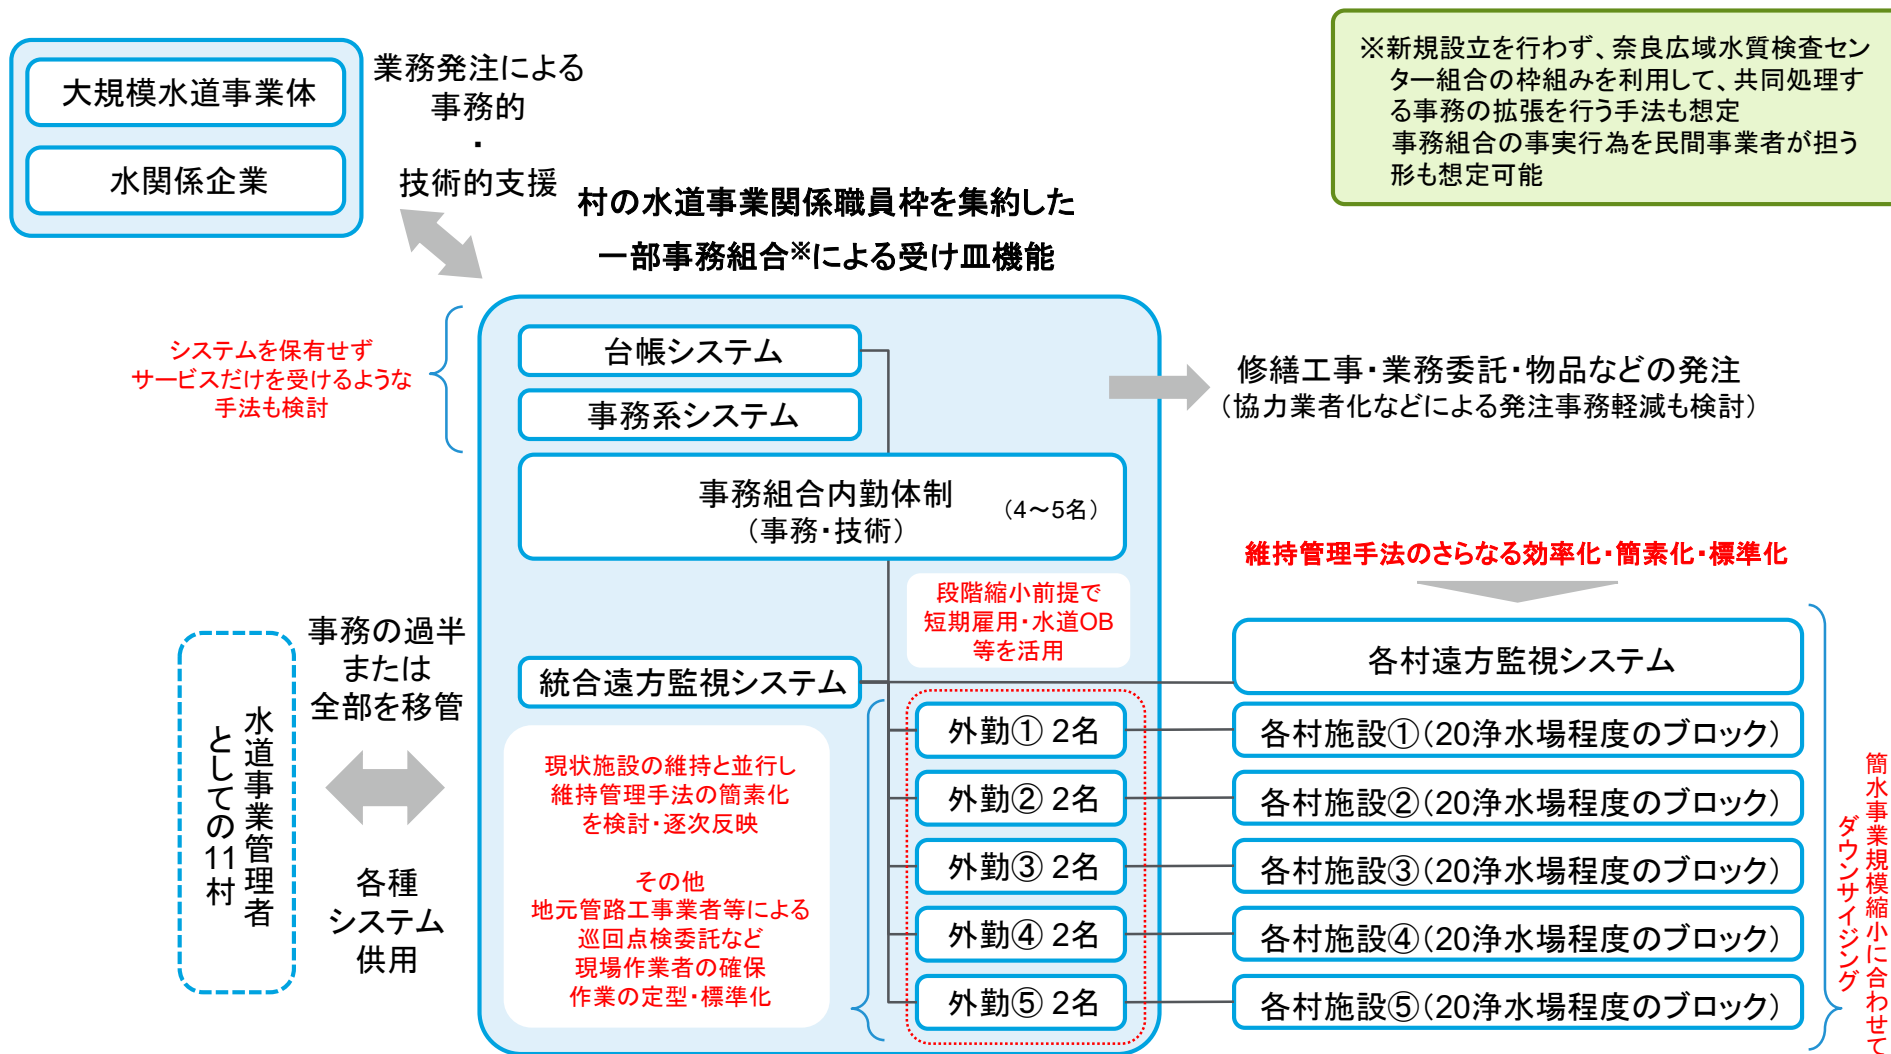 大規模水道事業体
水関係企業
業務発注による
事務的
・
技術的支援
※新規設立を行わず、奈良広域水質検査セン
ター組合の枠組みを利用して、共同処理す
る事務の拡張を行う手法も想定
事務組合の事実行為を民間事業者が担う
形も想定可能
村の水道事業関係職員枠を集約した
一部事務組合※による受け皿機能
システムを保有せず
サービスだけを受けるような
手法も検討
台帳システム
事務系システム
事務組合内勤体制
（事務・技術）
（4～5名）
修繕工事・業務委託・物品などの発注
（協力業者化などによる発注事務軽減も検討）
維持管理手法のさらなる効率化・簡素化・標準化
段階縮小前提で
短期雇用・水道OB
等を活用
水道事業管理者
としての11村
事務の過半
または
全部を移管
各種
システム
供用
統合遠方監視システム
各村遠方監視システム
現状施設の維持と並行し
維持管理手法の簡素化
を検討・逐次反映
その他
地元管路工事業者等による
巡回点検委託など
現場作業者の確保
作業の定型・標準化
外勤① 2名
各村施設①（20浄水場程度のブロック）
外勤② 2名
各村施設②（20浄水場程度のブロック）
外勤③ 2名
各村施設③（20浄水場程度のブロック）
外勤④ 2名
各村施設④（20浄水場程度のブロック）
外勤⑤ 2名
各村施設⑤（20浄水場程度のブロック）
簡水事業規模縮小に合わせて
ダウンサイジング